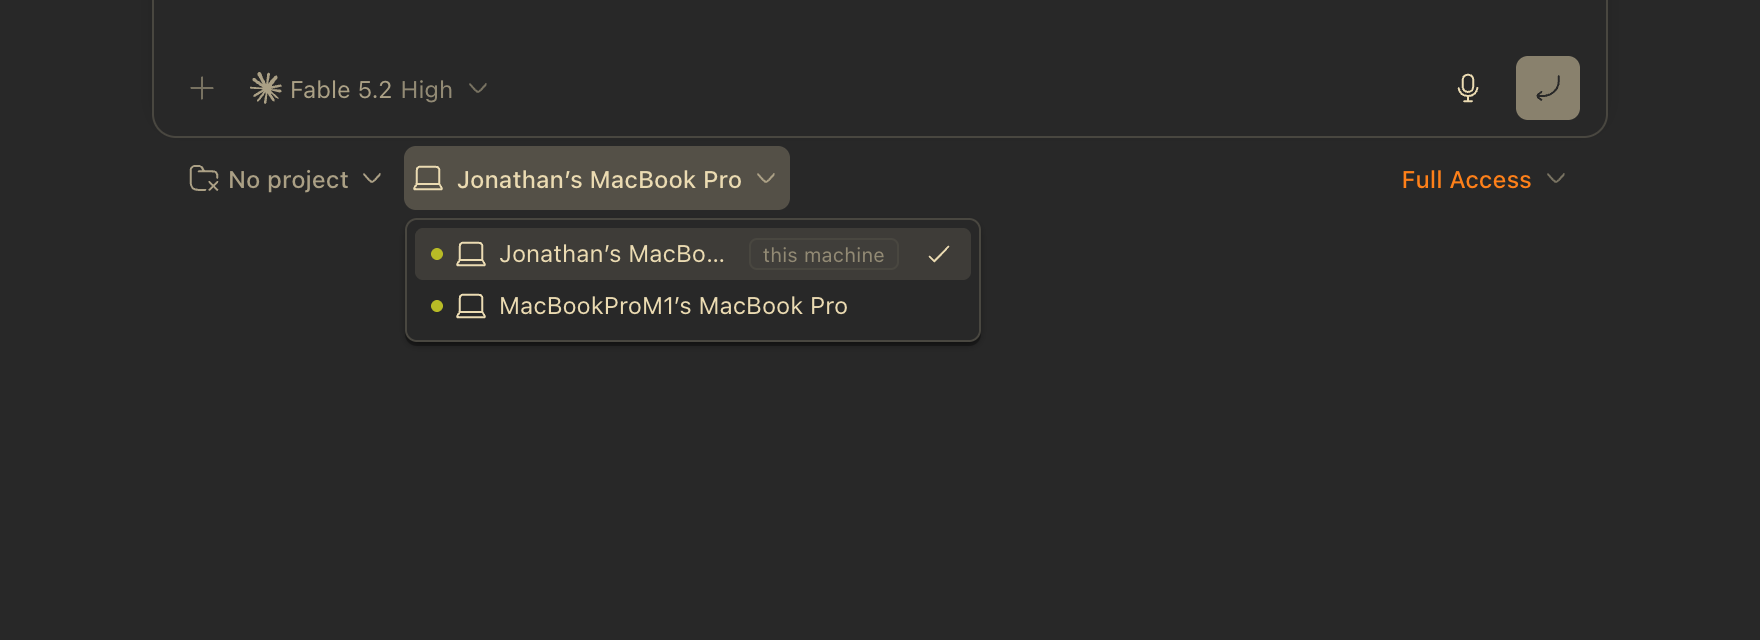 Fable 5.2 High
No project
Jonathan’s MacBook Pro
Full Access
Jonathan’s MacBo... this machine
MacBookProM1’s MacBook Pro